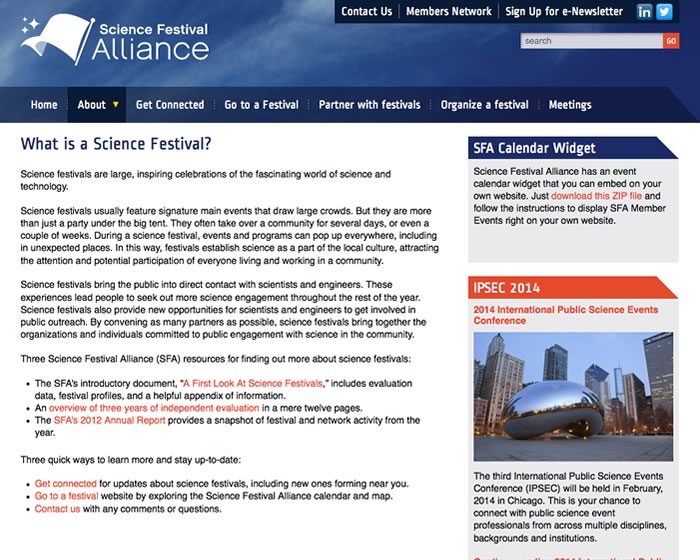 Contact Us
Members Network
Sign Up for e-Newsletter
in
Science Festival
Alliance
search
GO
Home
About
Get Connected
Go to a Festival
Partner with festivals
Organize a festival
Meetings
What is a Science Festival?
Science festivals are large, inspiring celebrations of the fascinating world of science and
technology.
Science festivals usually feature signature main events that draw large crowds. But they are more
than just a party under the big tent. They often take over a community for several days, or even a
couple of weeks. During a science festival, events and programs can pop up everywhere, including
in unexpected places. In this way, festivals establish science as a part of the local culture, attracting
the attention and potential participation of everyone living and working in a community.
Science festivals bring the public into direct contact with scientists and engineers. These
experiences lead people to seek out more science engagement throughout the rest of the year.
Science festivals also provide new opportunities for scientists and engineers to get involved in
public outreach. By convening as many partners as possible, science festivals bring together the
organizations and individuals committed to public engagement with science in the community.
Three Science Festival Alliance (SFA) resources for finding out more about science festivals:
• The SFA's introductory document, “A First Look At Science Festivals,” includes evaluation
data, festival profiles, and a helpful appendix of information.
• An overview of three years of independent evaluation in a mere twelve pages.
• The SFA's 2012 Annual Report provides a snapshot of festival and network activity from the
year.
Three quick ways to learn more and stay up-to-date:
• Get connected for updates about science festivals, including new ones forming near you.
• Go to a festival website by exploring the Science Festival Alliance calendar and map.
• Contact us with any comments or questions.
SFA Calendar Widget
Science Festival Alliance has an event
calendar widget that you can embed on your
own website. Just download this ZIP file and
follow the instructions to display SFA Member
Events right on your own website.
IPSEC 2014
2014 International Public Science Events
Conference
The third International Public Science Events
Conference (IPSEC) will be held in February,
2014 in Chicago. This is your chance to
connect with public science event
professionals from across multiple disciplines,
backgrounds and institutions.